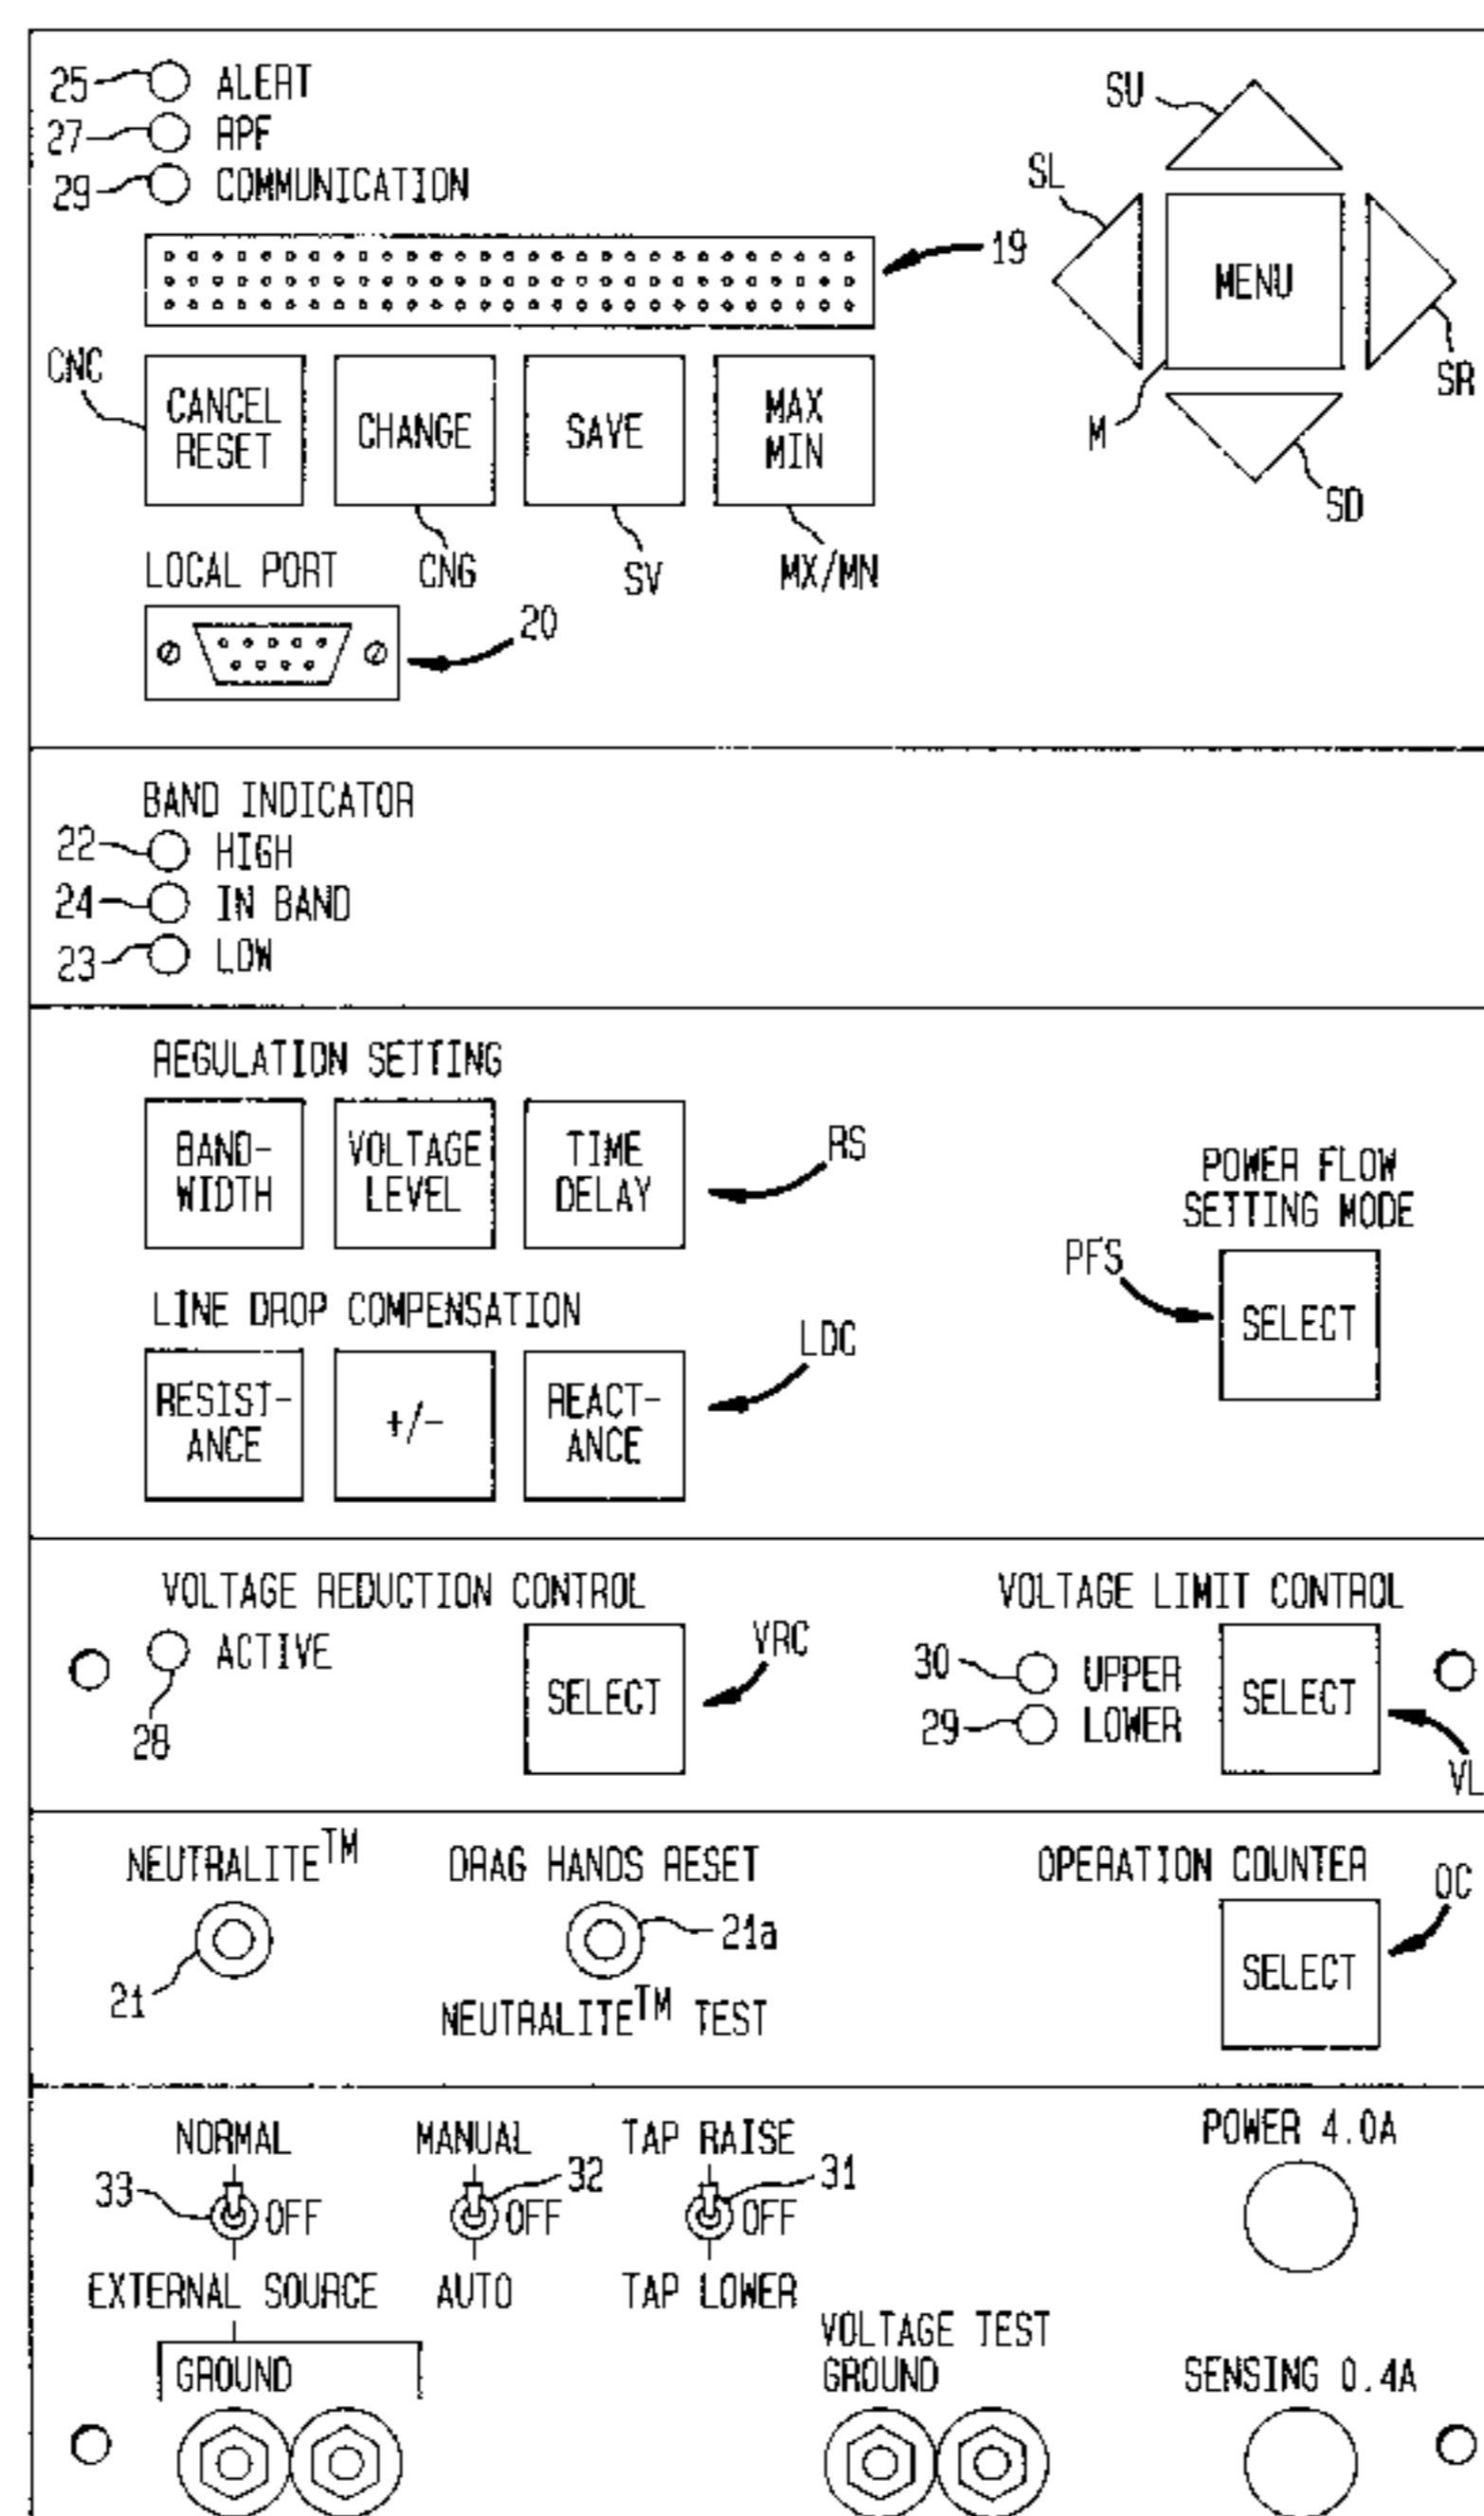 25 ALERT
27 RPF
29 COMMUNICATION
SU
SL
19
MENU
SR
M
SD
CNC
CANCEL
RESET
CHANGE
SAVE
MAX
MIN
CNG
SV
MX/MN
LOCAL PORT
20
BAND INDICATOR
22 HIGH
24 IN BAND
23 LOW
REGULATION SETTING
BAND-
WIDTH
VOLTAGE
LEVEL
TIME
DELAY
RS
POWER FLOW
SETTING MODE
PFS
SELECT
LINE DROP COMPENSATION
RESIST-
ANCE
+/-
REACT-
ANCE
LDC
VOLTAGE REDUCTION CONTROL
ACTIVE
28
SELECT
VRC
VOLTAGE LIMIT CONTROL
30 UPPER
29 LOWER
SELECT
VL
NEUTRALITE™
21
DRAG HANDS RESET
21a
NEUTRALITE™ TEST
OPERATION COUNTER
OC
SELECT
NORMAL
33 OFF
EXTERNAL SOURCE
MANUAL
32
OFF
AUTO
TAP RAISE
31
OFF
TAP LOWER
POWER 4.0A
GROUND
VOLTAGE TEST
GROUND
SENSING 0.4A